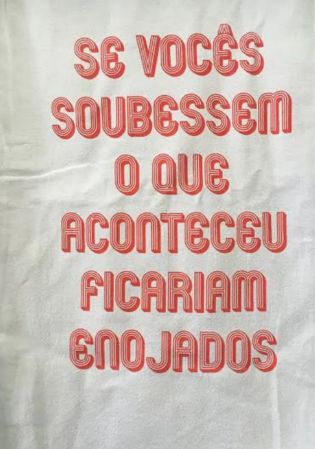 SE VOCÊS
SOUBESSEM
O QUE
ACONTECEU
FICARIAM
ENOJADOS